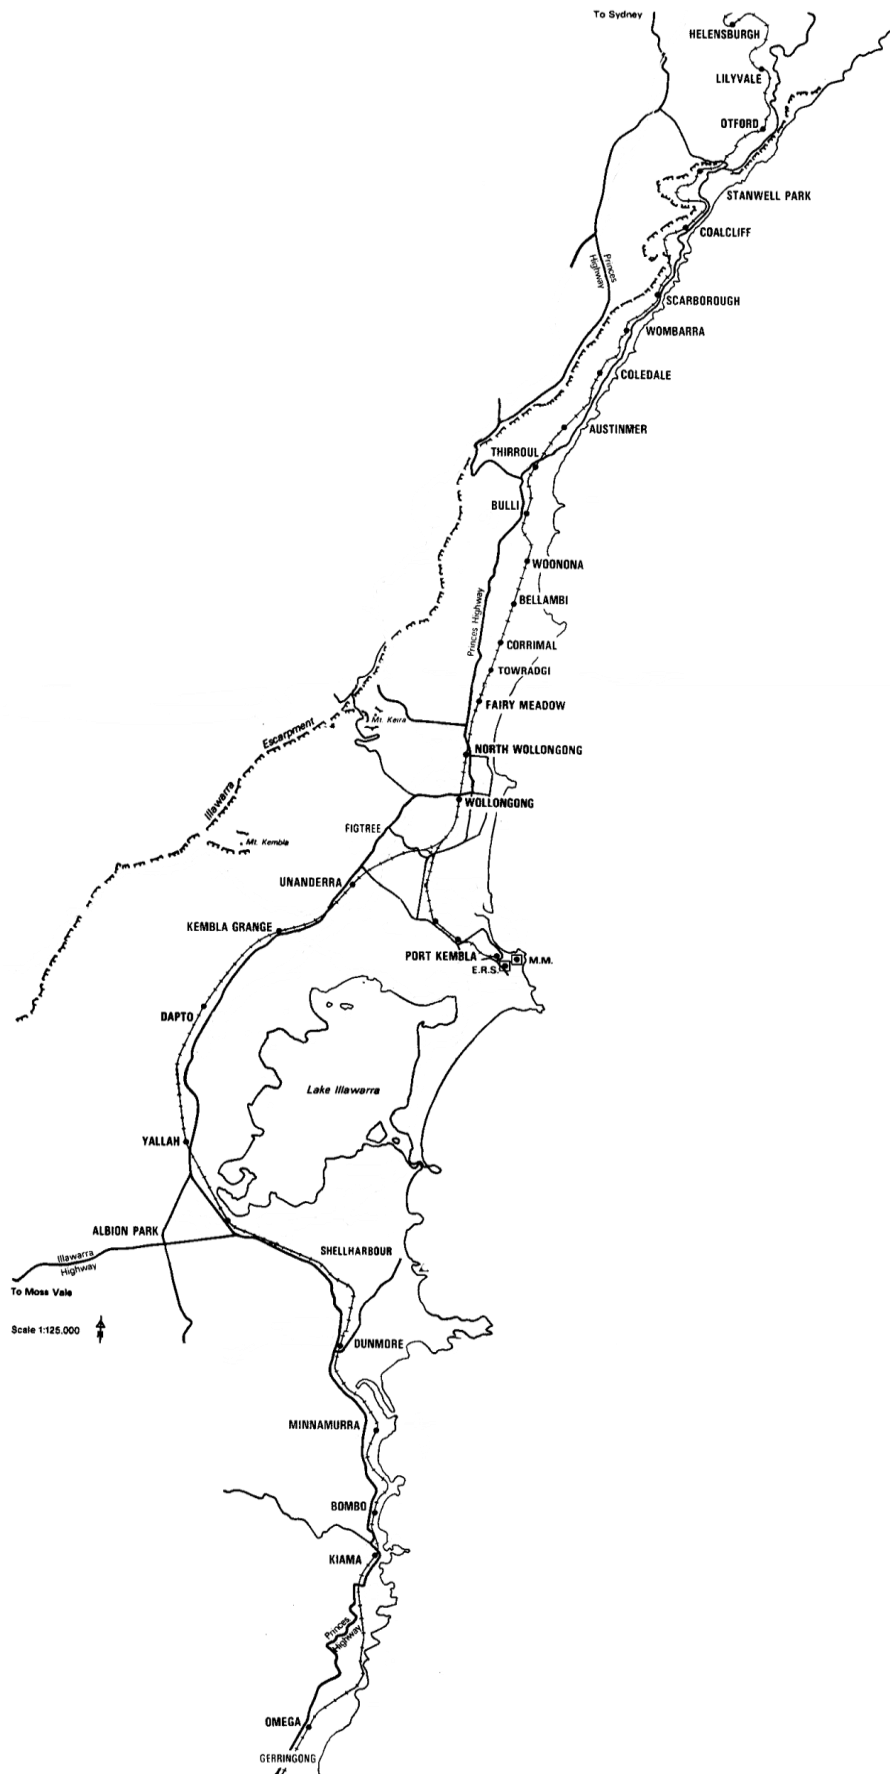 To Sydney
HELENSBURGH
LILYVALE
OTFORD
STANWELL PARK
COALCLIFF
Princes
Highway
SCARBOROUGH
WOMBARRA
COLEDALE
AUSTINMER
THIRROUL
BULLI
WOONONA
Princes Highway
BELLAMBI
CORRIMAL
TOWRADGI
FAIRY MEADOW
Mt. Keira
Illawarra
Escarpment
NORTH WOLLONGONG
WOLLONGONG
FIGTREE
Mt. Kembla
UNANDERRA
KEMBLA GRANGE
PORT KEMBLA
M.M.
E.R.S.
DAPTO
Lake Illawarra
YALLAH
ALBION PARK
Illawarra
Highway
SHELLHARBOUR
To Moss Vale
Scale 1:125.000
DUNMORE
MINNAMURRA
BOMBO
KIAMA
Princes
Highway
OMEGA
GERRINGONG